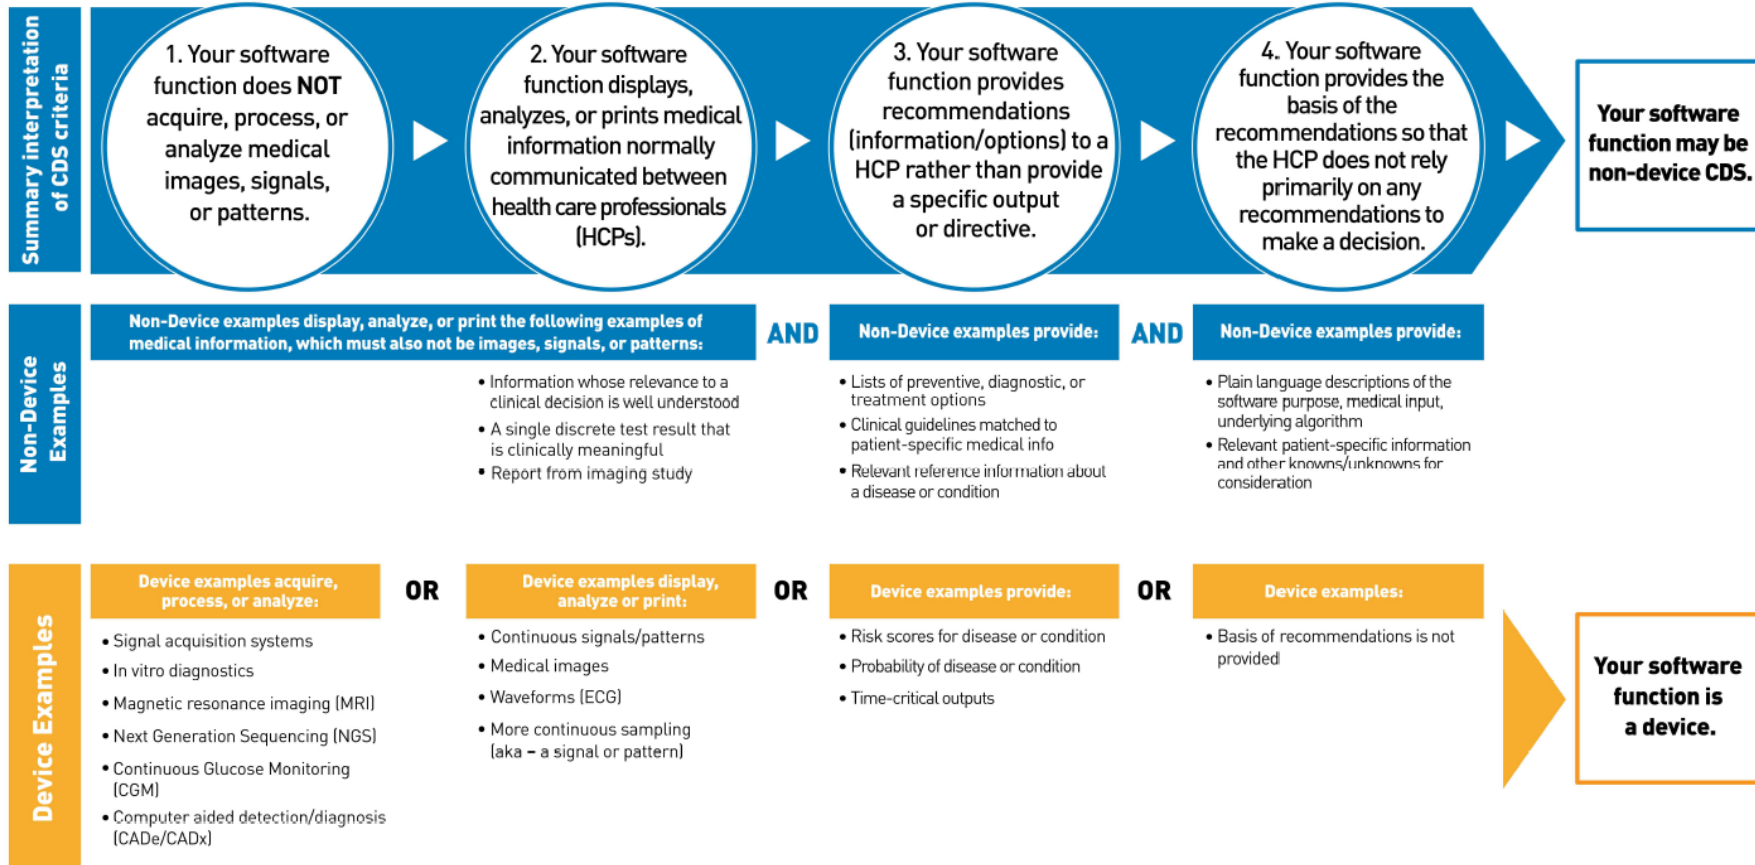 Summary interpretation
of CDS criteria
1. Your software
function does NOT
acquire, process, or
analyze medical
images, signals,
or patterns.
2. Your software
function displays,
analyzes, or prints medical
information normally
communicated between
health care professionals
(HCPs).
3. Your software
function provides
recommendations
(information/options) to a
HCP rather than provide
a specific output
or directive.
4. Your software
function provides the
basis of the
recommendations so that
the HCP does not rely
primarily on any
recommendations to
make a decision.
Your software
function may be
non-device CDS.
Non-Device
Examples
Non-Device examples display, analyze, or print the following examples of
medical information, which must also not be images, signals, or patterns:
• Information whose relevance to a
clinical decision is well understood
• A single discrete test result that
is clinically meaningful
• Report from imaging study
AND
Non-Device examples provide:
• Lists of preventive, diagnostic, or
treatment options
• Clinical guidelines matched to
patient-specific medical info
• Relevant reference information about
a disease or condition
AND
Non-Device examples provide:
• Plain language descriptions of the
software purpose, medical input,
underlying algorithm
• Relevant patient-specific information
and other knowns/unknowns for
consideration
Device Examples
Device examples acquire,
process, or analyze:
• Signal acquisition systems
• In vitro diagnostics
• Magnetic resonance imaging (MRI)
• Next Generation Sequencing (NGS)
• Continuous Glucose Monitoring
(CGM)
• Computer aided detection/diagnosis
(CADe/CADx)
OR
Device examples display,
analyze or print:
• Continuous signals/patterns
• Medical images
• Waveforms (ECG)
• More continuous sampling
(aka – a signal or pattern)
OR
Device examples provide:
• Risk scores for disease or condition
• Probability of disease or condition
• Time-critical outputs
OR
Device examples:
• Basis of recommendations is not
provided
Your software
function is
a device.